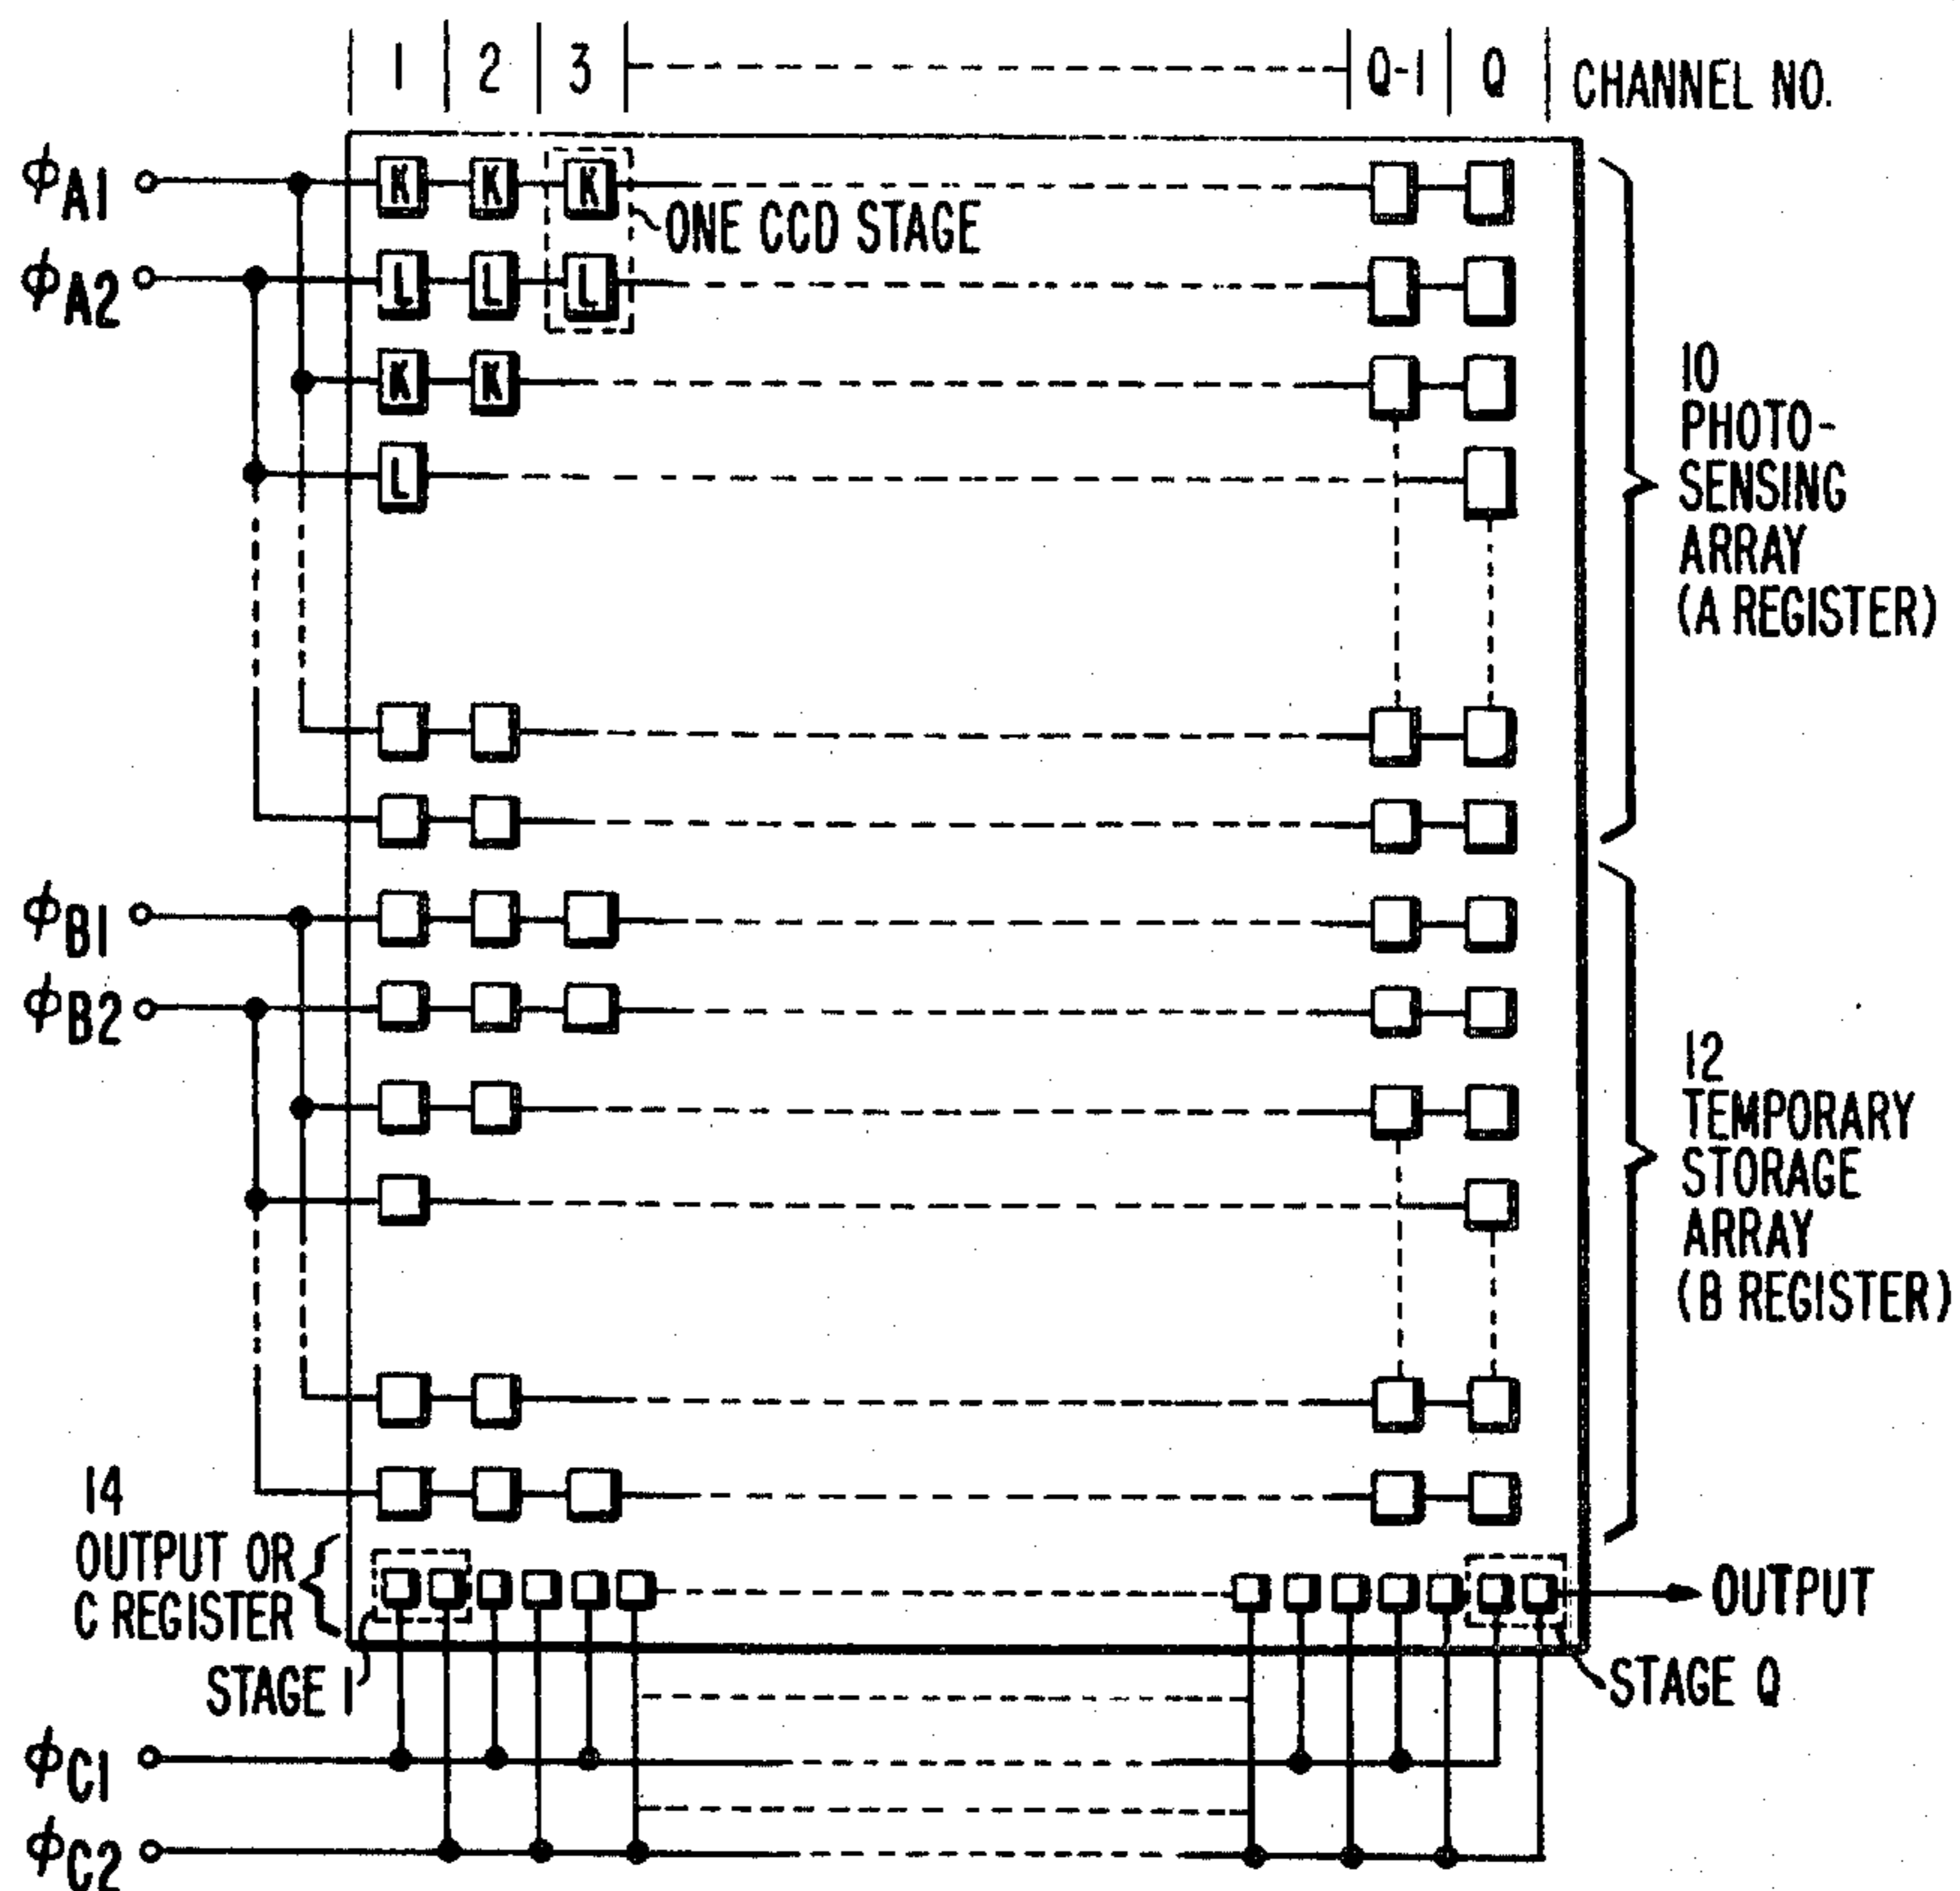 1 2 3 Q-1 Q CHANNEL NO.
ϕA1 K K K
ONE CCD STAGE
ϕA2 L L L
K K
L
10
PHOTO-
SENSING
ARRAY
(A REGISTER)
ϕB1
ϕB2
12
TEMPORARY
STORAGE
ARRAY
(B REGISTER)
14
OUTPUT OR
C REGISTER
OUTPUT
STAGE 1
STAGE Q
ϕC1
ϕC2